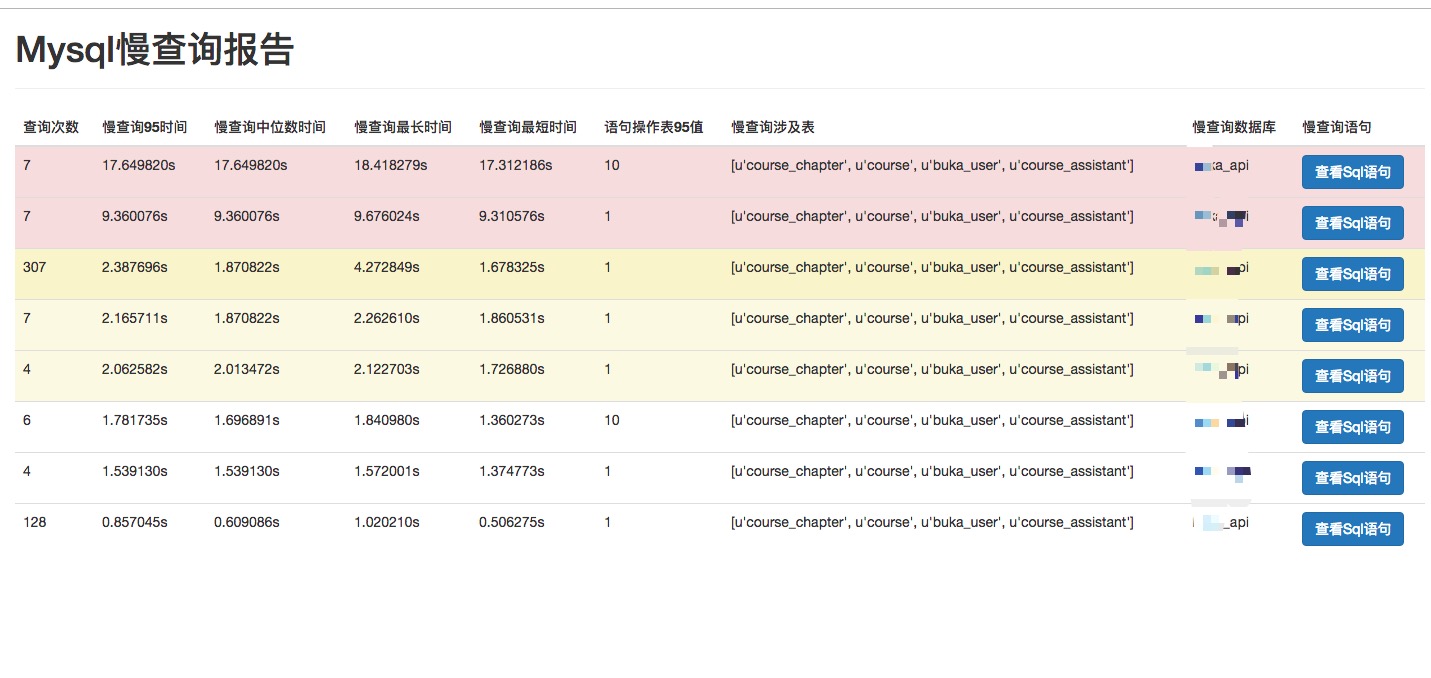 Mysql慢查询报告
查询次数 慢查询95时间 慢查询中位数时间 慢查询最长时间 慢查询最短时间 语句操作表95值 慢查询涉及表 慢查询数据库 慢查询语句
7 17.649820s 17.649820s 18.418279s 17.312186s 10 [u'course_chapter', u'course', u'buka_user', u'course_assistant'] a_api 查看Sql语句
7 9.360076s 9.360076s 9.676024s 9.310576s 1 [u'course_chapter', u'course', u'buka_user', u'course_assistant'] 查看Sql语句
307 2.387696s 1.870822s 4.272849s 1.678325s 1 [u'course_chapter', u'course', u'buka_user', u'course_assistant'] pi 查看Sql语句
7 2.165711s 1.870822s 2.262610s 1.860531s 1 [u'course_chapter', u'course', u'buka_user', u'course_assistant'] pi 查看Sql语句
4 2.062582s 2.013472s 2.122703s 1.726880s 1 [u'course_chapter', u'course', u'buka_user', u'course_assistant'] pi 查看Sql语句
6 1.781735s 1.696891s 1.840980s 1.360273s 10 [u'course_chapter', u'course', u'buka_user', u'course_assistant'] 查看Sql语句
4 1.539130s 1.539130s 1.572001s 1.374773s 1 [u'course_chapter', u'course', u'buka_user', u'course_assistant'] 查看Sql语句
128 0.857045s 0.609086s 1.020210s 0.506275s 1 [u'course_chapter', u'course', u'buka_user', u'course_assistant'] _api 查看Sql语句